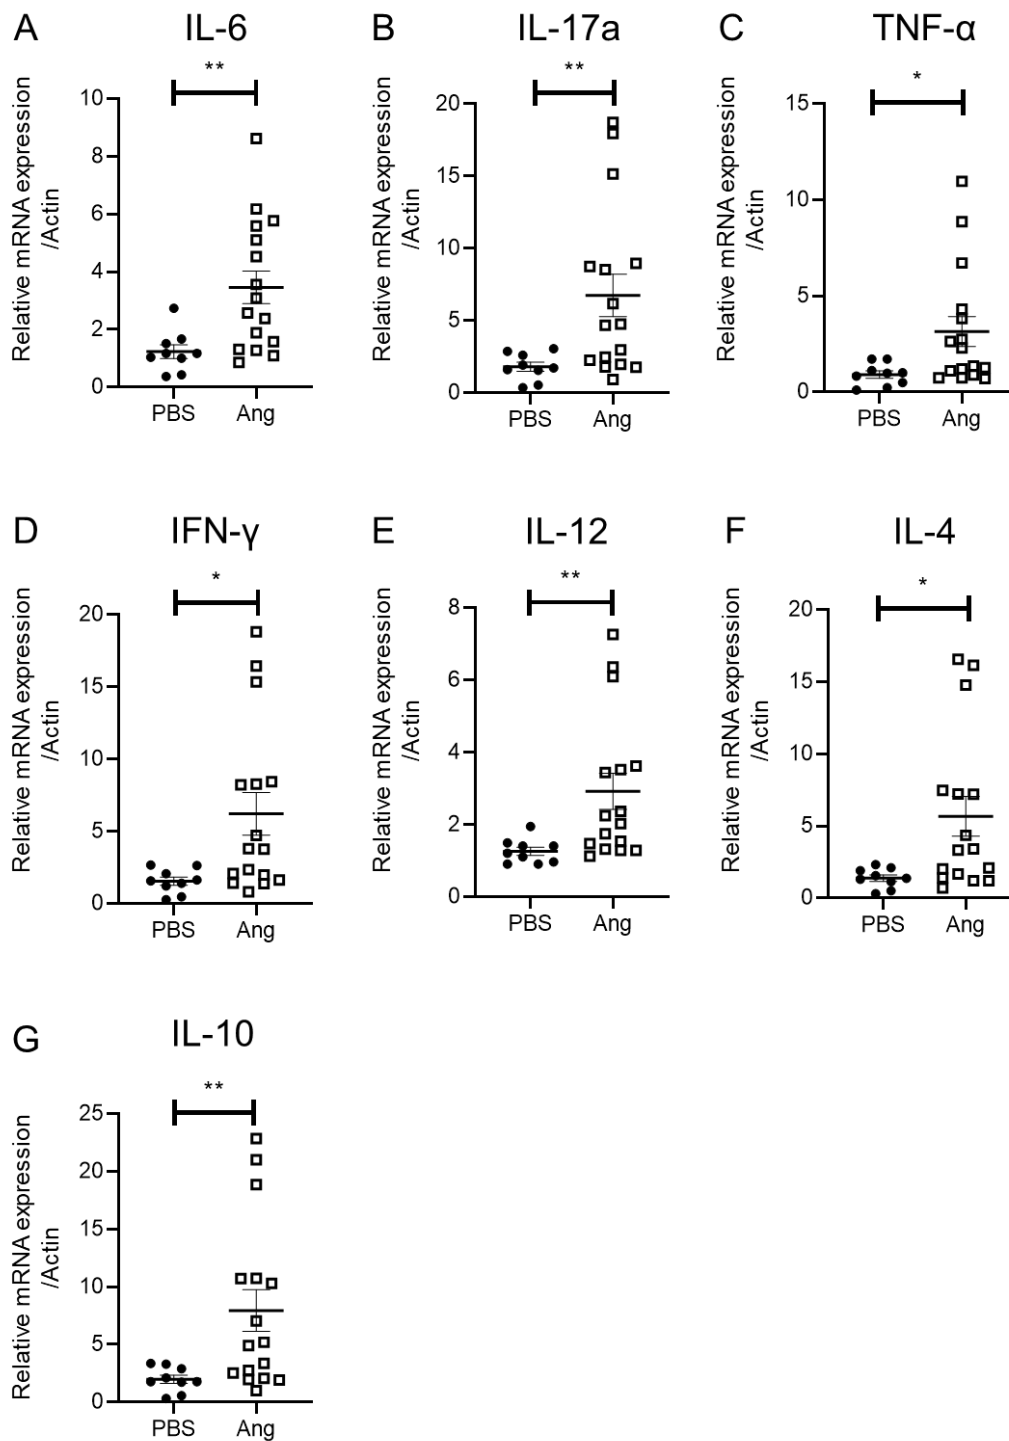 A
IL-6
**
Relative mRNA expression
/Actin
10
8
6
4
2
0
PBS
Ang
B
IL-17a
**
Relative mRNA expression
/Actin
20
15
10
5
0
PBS
Ang
C
TNF-α
*
Relative mRNA expression
/Actin
15
10
5
0
PBS
Ang
D
IFN-γ
*
Relative mRNA expression
/Actin
20
15
10
5
0
PBS
Ang
E
IL-12
**
Relative mRNA expression
/Actin
8
6
4
2
0
PBS
Ang
F
IL-4
*
Relative mRNA expression
/Actin
20
15
10
5
0
PBS
Ang
G
IL-10
**
Relative mRNA expression
/Actin
25
20
15
10
5
0
PBS
Ang